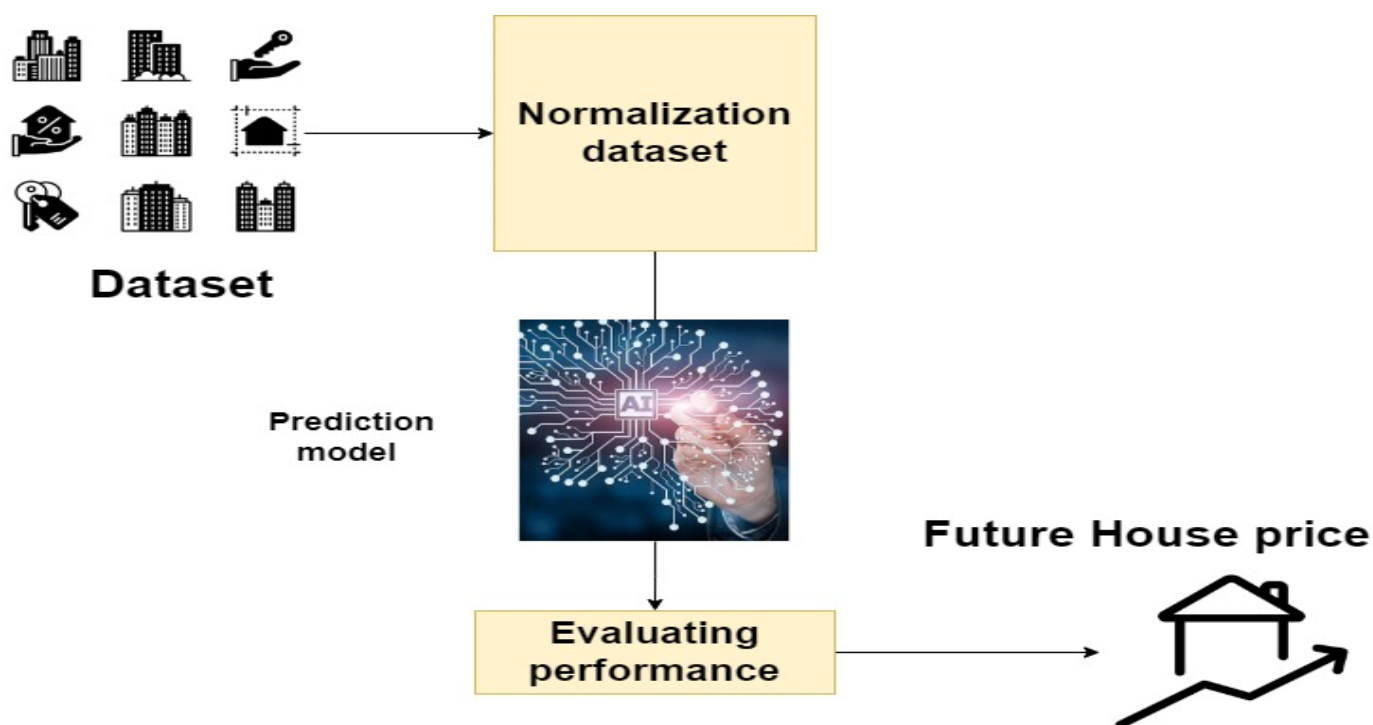 Normalization
dataset
Dataset
AI
Prediction
model
Future House price
Evaluating
performance